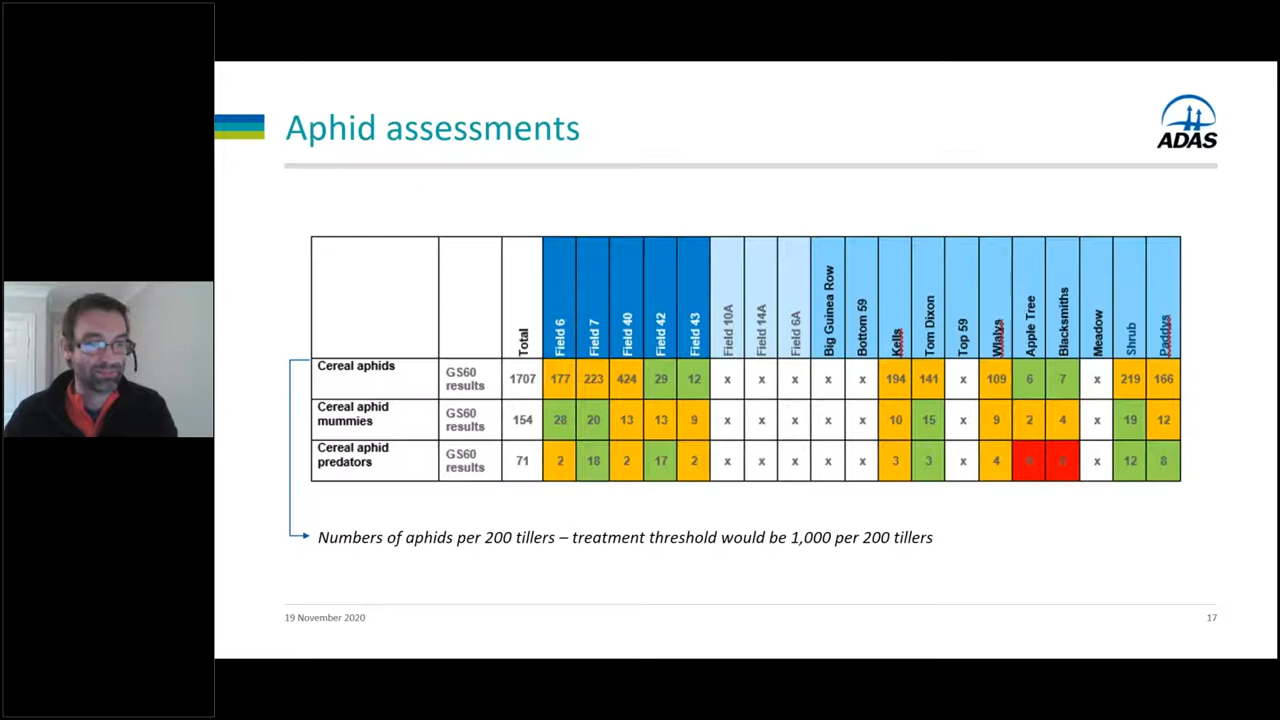 Aphid assessments
ADAS
Total Field 6 Field 7 Field 40 Field 42 Field 43 Field 10A Field 14A Field 6A Big Guinea Row Bottom 59 Kells Tom Dixon Top 59 Wlalys Apple Tree Blacksmiths Meadow Shrub Paddys
Cereal aphids GS60 results 1707 177 223 424 29 12 x x x x x 194 141 x 109 6 7 x 219 166
Cereal aphid mummies GS60 results 154 28 20 13 13 9 x x x x x 10 15 x 9 2 4 x 19 12
Cereal aphid predators GS60 results 71 2 18 2 17 2 x x x x x 3 3 x 4 x 12 8
Numbers of aphids per 200 tillers – treatment threshold would be 1,000 per 200 tillers
19 November 2020
17